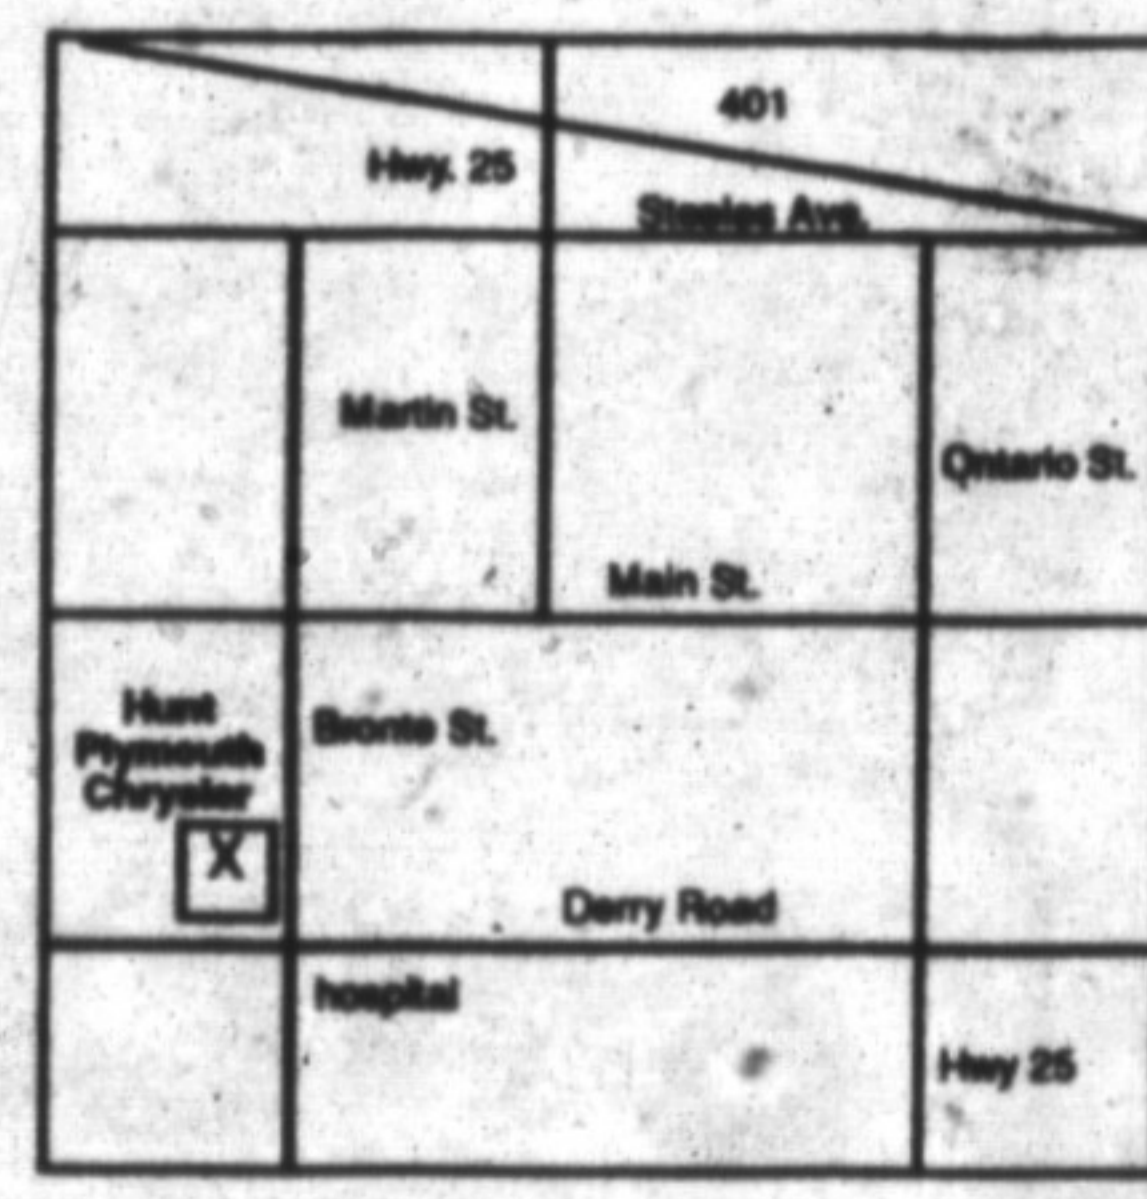 401
Hwy. 25
Steeles Ave.
Martin St.
Ontario St.
Main St.
Hunt
Plymouth
Chrysler
Bronte St.
X
Derry Road
hospital
Hwy 25